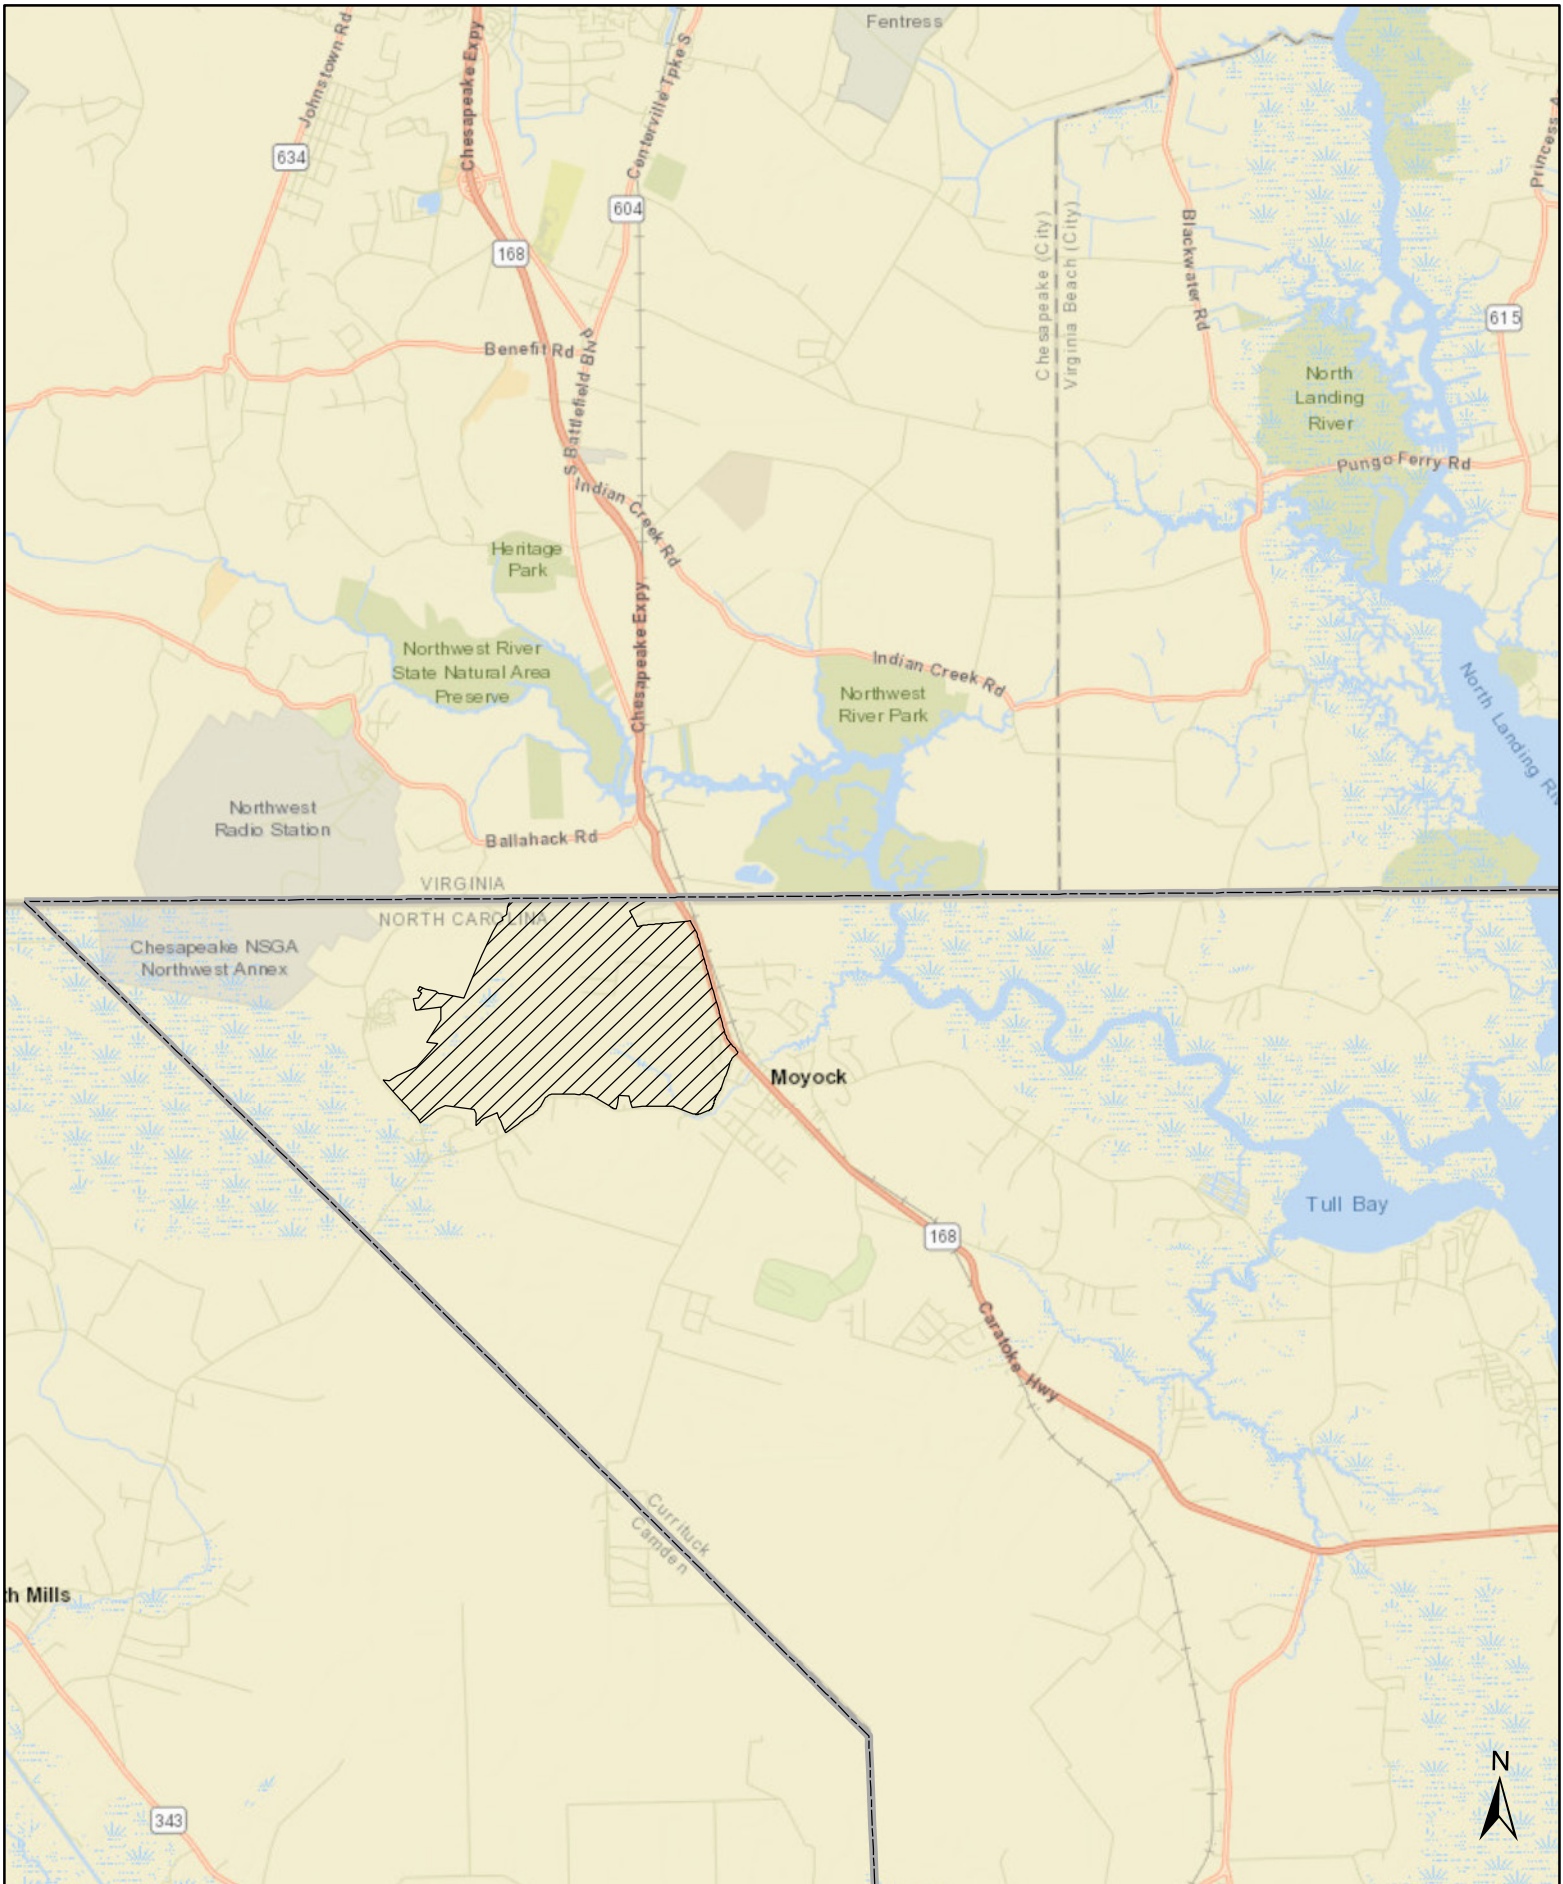 Fentress
Johnstown Rd
Chesapeake Expy
Centerville Tpke S
634
604
168
Princess A
Chesapeake (City)
Virginia Beach (City)
Blackwater Rd
615
Benefit Rd
S Battlefield Blvd
North
Landing
River
Pungo Ferry Rd
Indian Creek Rd
Heritage
Park
Chesapeake Expy
Northwest River
State Natural Area
Preserve
Indian Creek Rd
Northwest
River Park
North Landing Riv
Northwest
Radio Station
Ballahack Rd
VIRGINIA
NORTH CAROLINA
Chesapeake NSGA
Northwest Annex
Moyock
Tull Bay
168
Caratoke Hwy
Currituck
Camden
th Mills
N
343